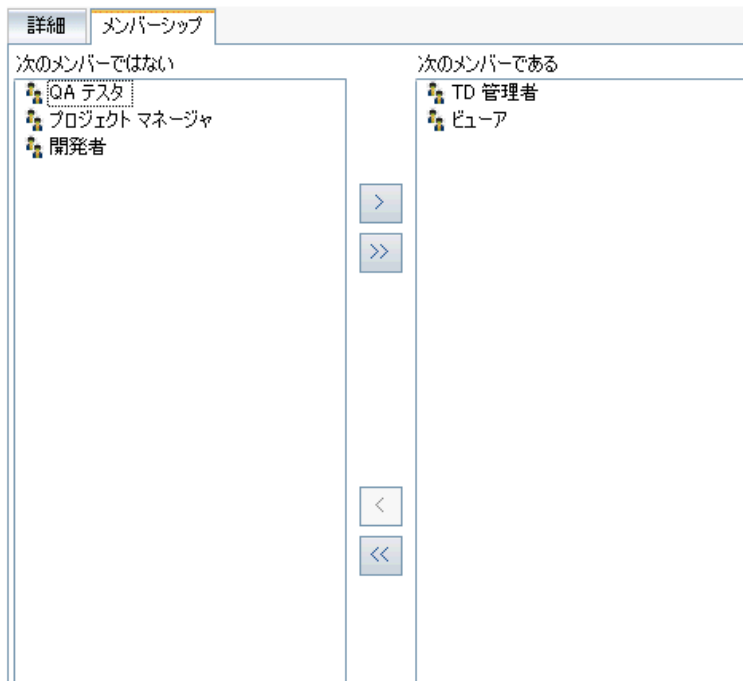 詳細 メンバーシップ
次のメンバーではない
QA テスタ
プロジェクト マネージャ
開発者
次のメンバーである
TD 管理者
ビューア
>
>>
<
<<